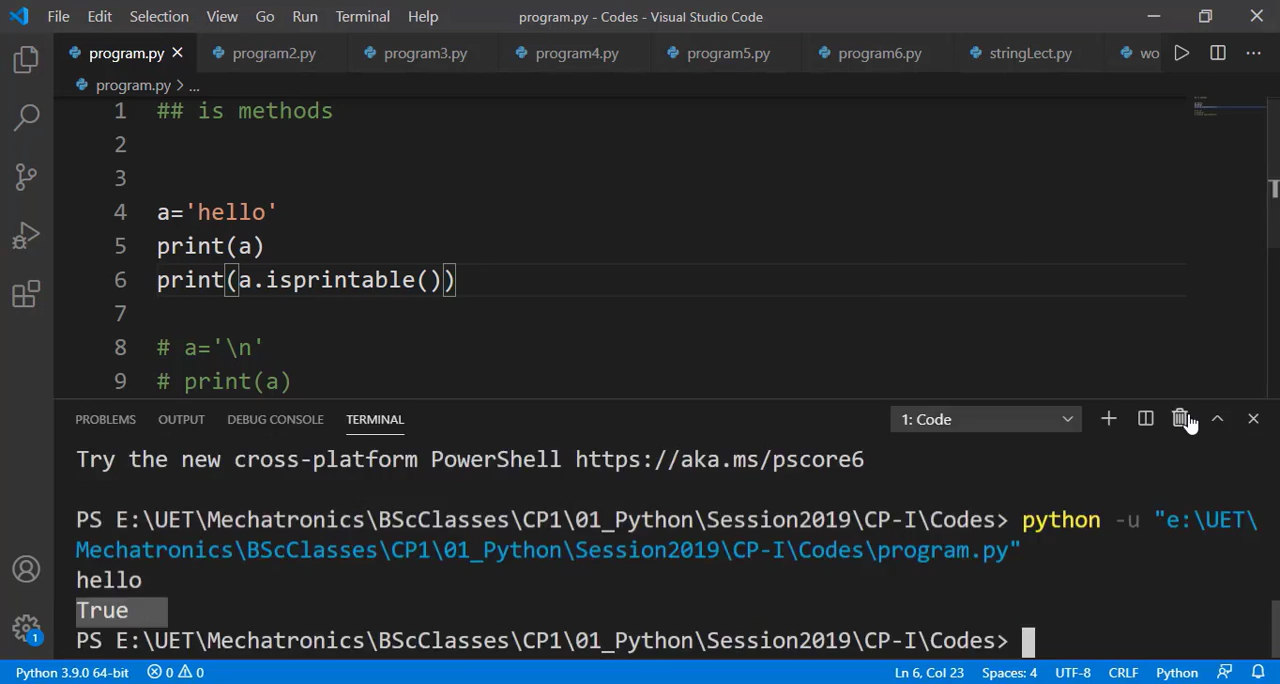 File Edit Selection View Go Run Terminal Help program.py - Codes - Visual Studio Code
program.py program2.py program3.py program4.py program5.py program6.py stringLect.py wo
program.py > ...
1 ## is methods
2
3
4 a='hello'
5 print(a)
6 print(a.isprintable())
7
8 # a='\n'
9 # print(a)
PROBLEMS OUTPUT DEBUG CONSOLE TERMINAL 1: Code
Try the new cross-platform PowerShell https://aka.ms/pscore6
PS E:\UET\Mechatronics\BScClasses\CP1\01_Python\Session2019\CP-I\Codes> python -u "e:\UET\
Mechatronics\BScClasses\CP1\01_Python\Session2019\CP-I\Codes\program.py"
hello
True
PS E:\UET\Mechatronics\BScClasses\CP1\01_Python\Session2019\CP-I\Codes>
1
Python 3.9.0 64-bit 0 0 Ln 6, Col 23 Spaces: 4 UTF-8 CRLF Python